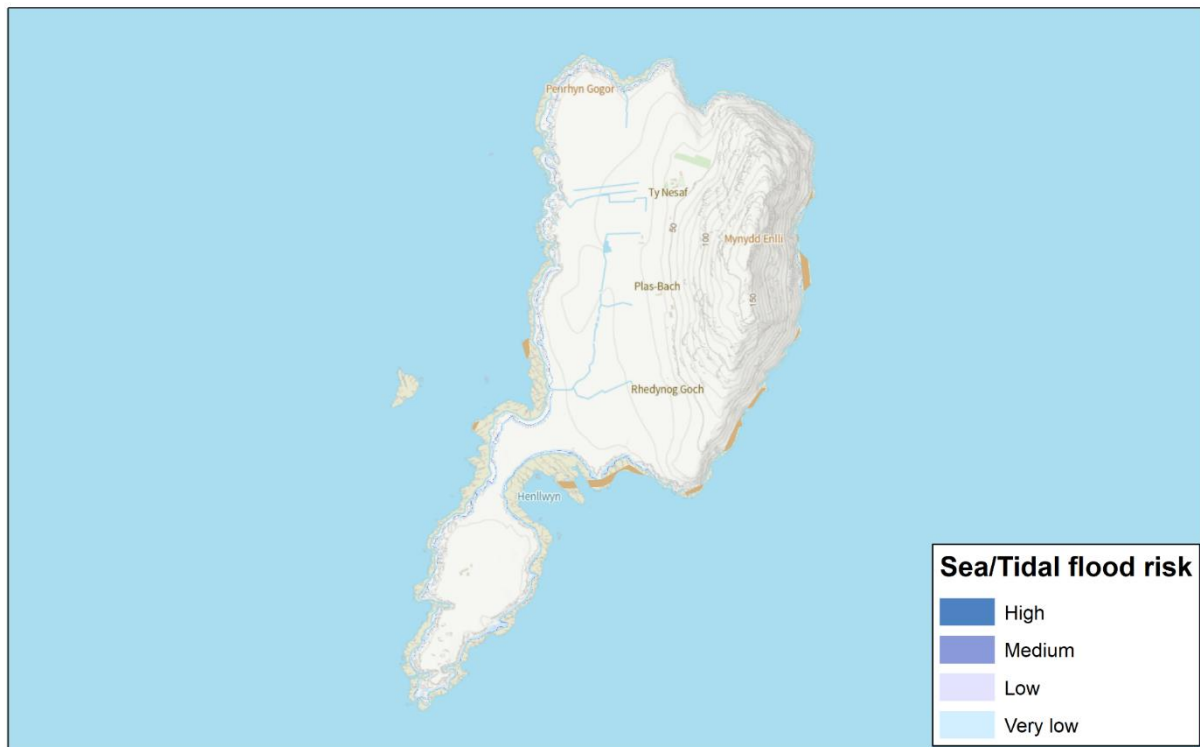 Penrhyn Gogor
Ty Nesaf
50
100
Mynydd Enlli
Plas-Bach
150
Rhedynog Goch
Henllwyn
Sea/Tidal flood risk
High
Medium
Low
Very low